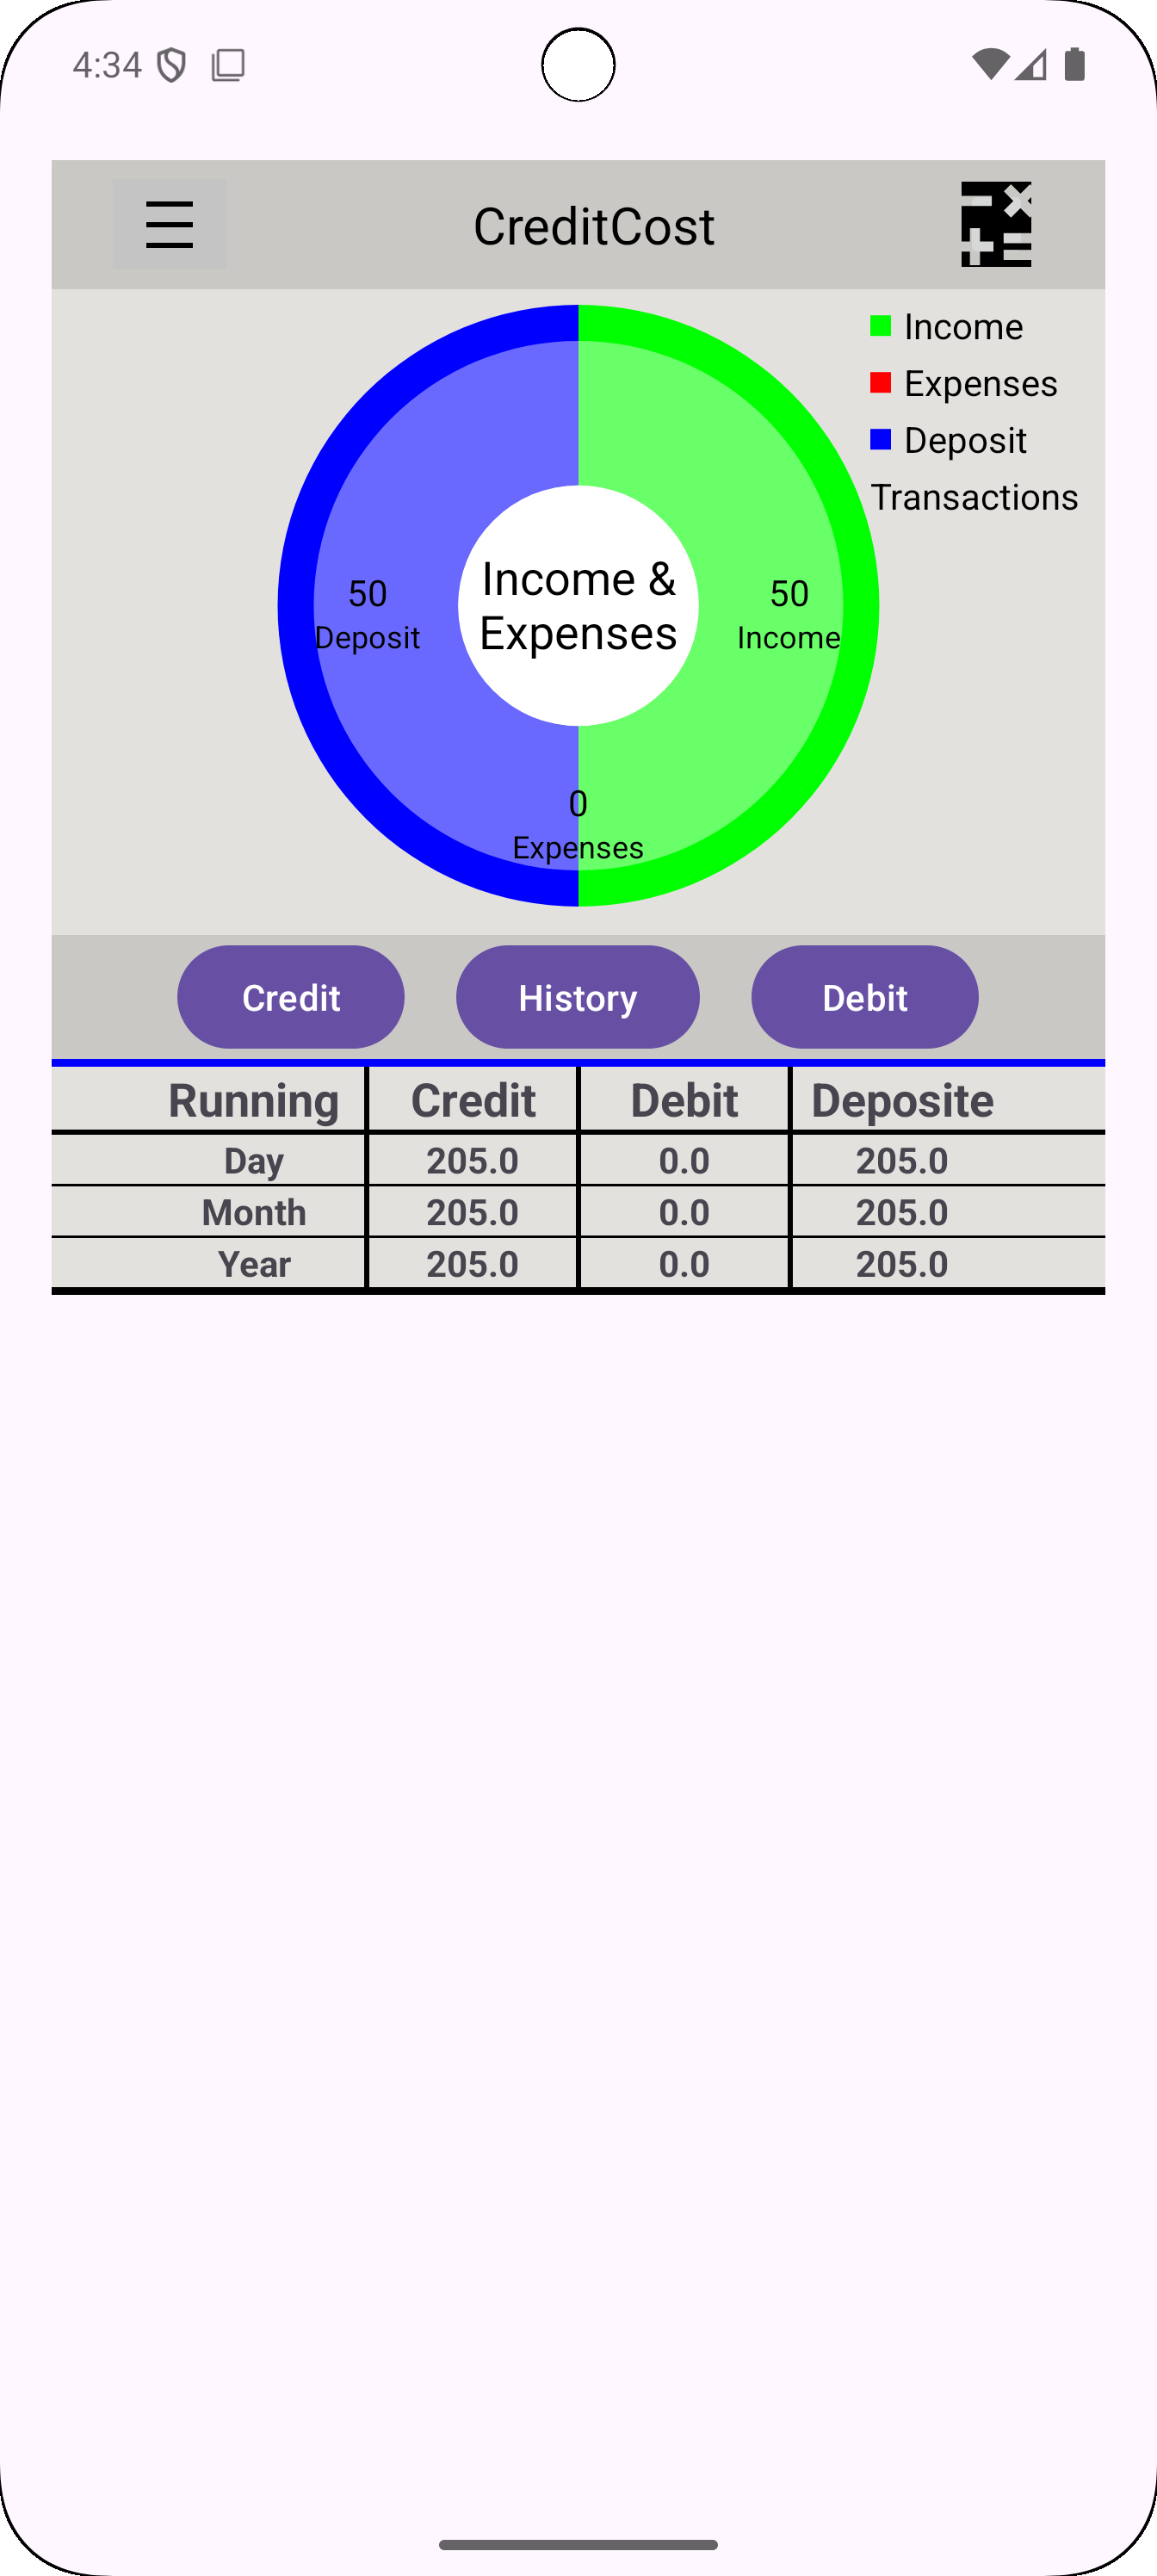 4:34
CreditCost
Income
Expenses
Deposit
Transactions
Income &
Expenses
50
Deposit
50
Income
0
Expenses
Credit History Debit
Running Credit Debit Deposite
Day 205.0 0.0 205.0
Month 205.0 0.0 205.0
Year 205.0 0.0 205.0